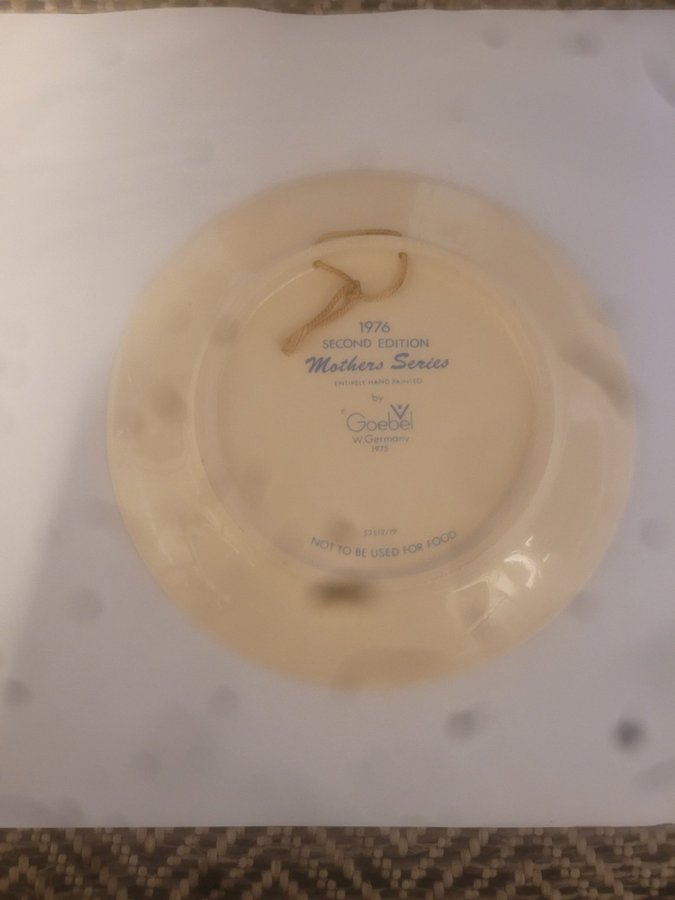 1976
SECOND EDITION
Mothers Series
ENTIRELY HAND PAINTED
by
© Goebel
W.Germany
1975
NOT TO BE USED FOR FOOD